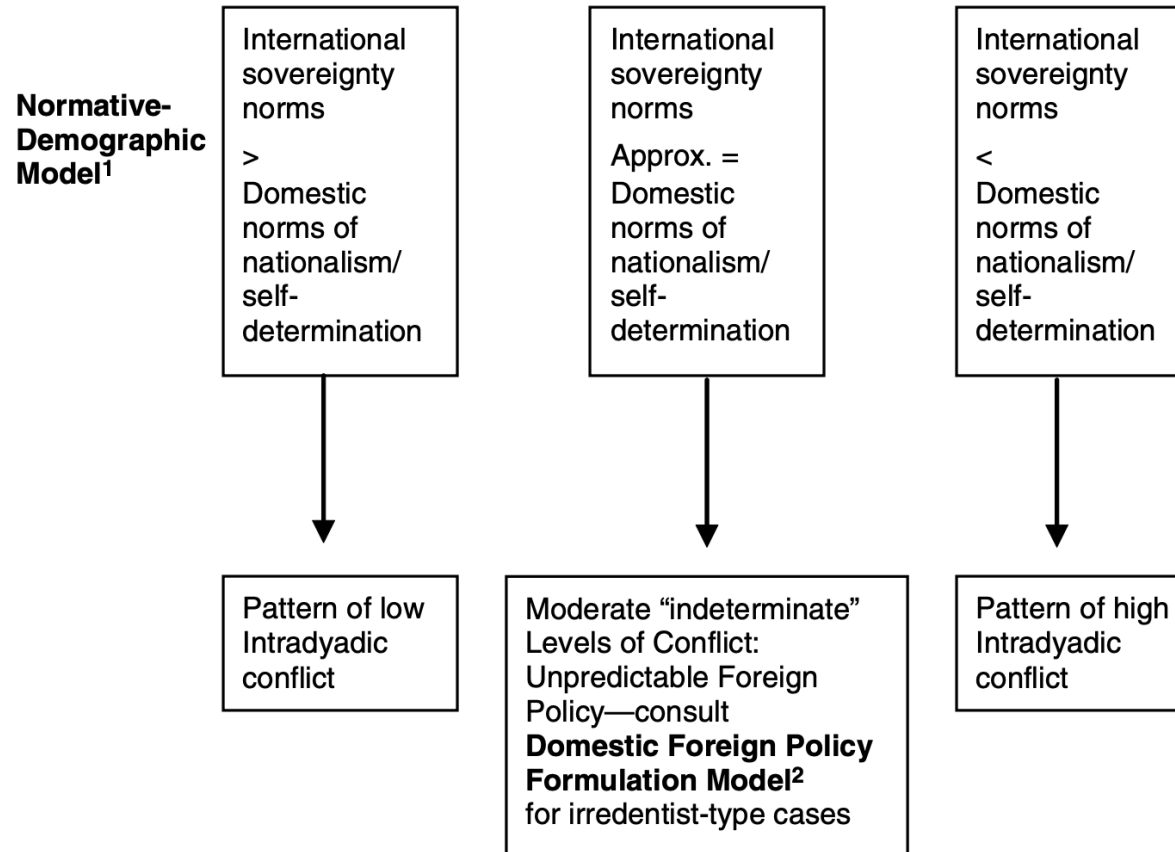 Normative-
Demographic
Model¹
International
sovereignty
norms
>
Domestic
norms of
nationalism/
self-
determination
International
sovereignty
norms
Approx. =
Domestic
norms of
nationalism/
self-
determination
International
sovereignty
norms
<
Domestic
norms of
nationalism/
self-
determination
Pattern of low
Intradyadic
conflict
Moderate “indeterminate”
Levels of Conflict:
Unpredictable Foreign
Policy—consult
Domestic Foreign Policy
Formulation Model²
for irredentist-type cases
Pattern of high
Intradyadic
conflict